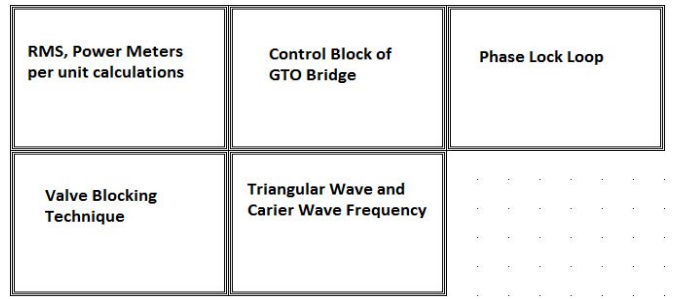 RMS, Power Meters
per unit calculations
Control Block of
GTO Bridge
Phase Lock Loop
Valve Blocking
Technique
Triangular Wave and
Carier Wave Frequency